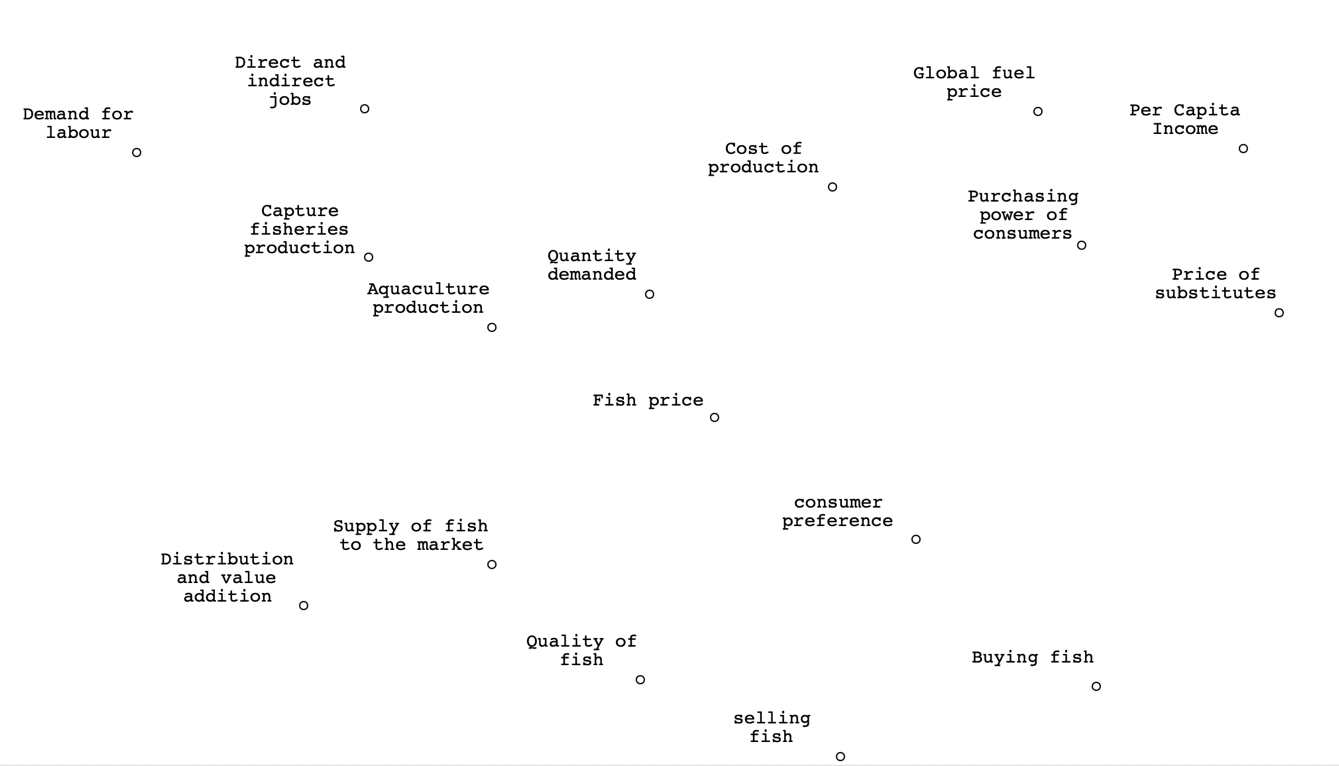 Direct and
indirect
jobs
Global fuel
price
Demand for
labour
Per Capita
Income
Cost of
production
Purchasing
power of
consumers
Capture
fisheries
production
Quantity
demanded
Price of
substitutes
Aquaculture
production
Fish price
consumer
preference
Supply of fish
to the market
Distribution
and value
addition
Quality of
fish
Buying fish
selling
fish